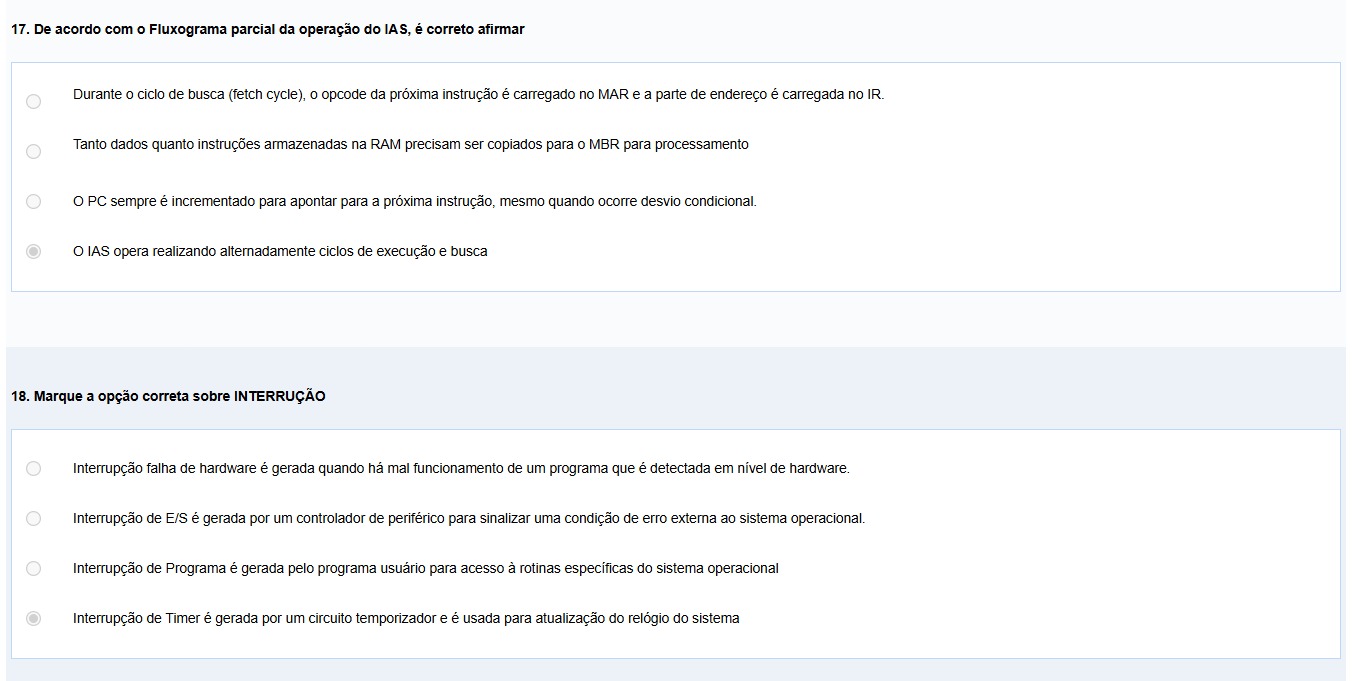 17. De acordo com o Fluxograma parcial da operação do IAS, é correto afirmar
Durante o ciclo de busca (fetch cycle), o opcode da próxima instrução é carregado no MAR e a parte de endereço é carregada no IR.
Tanto dados quanto instruções armazenadas na RAM precisam ser copiados para o MBR para processamento
O PC sempre é incrementado para apontar para a próxima instrução, mesmo quando ocorre desvio condicional.
O IAS opera realizando alternadamente ciclos de execução e busca
18. Marque a opção correta sobre INTERRUÇÃO
Interrupção falha de hardware é gerada quando há mal funcionamento de um programa que é detectada em nível de hardware.
Interrupção de E/S é gerada por um controlador de periférico para sinalizar uma condição de erro externa ao sistema operacional.
Interrupção de Programa é gerada pelo programa usuário para acesso à rotinas específicas do sistema operacional
Interrupção de Timer é gerada por um circuito temporizador e é usada para atualização do relógio do sistema